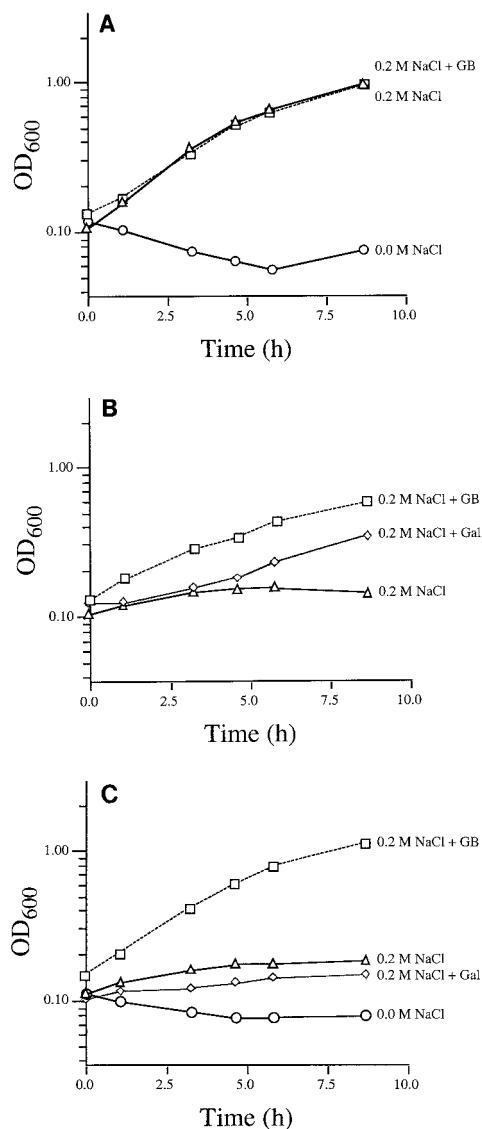 A
1.00
0.10
OD600
0.2 M NaCl + GB
0.2 M NaCl
0.0 M NaCl
0.0 2.5 5.0 7.5 10.0
Time (h)
B
1.00
0.10
OD600
0.2 M NaCl + GB
0.2 M NaCl + Gal
0.2 M NaCl
0.0 2.5 5.0 7.5 10.0
Time (h)
C
1.00
0.10
OD600
0.2 M NaCl + GB
0.2 M NaCl
0.2 M NaCl + Gal
0.0 M NaCl
0.0 2.5 5.0 7.5 10.0
Time (h)